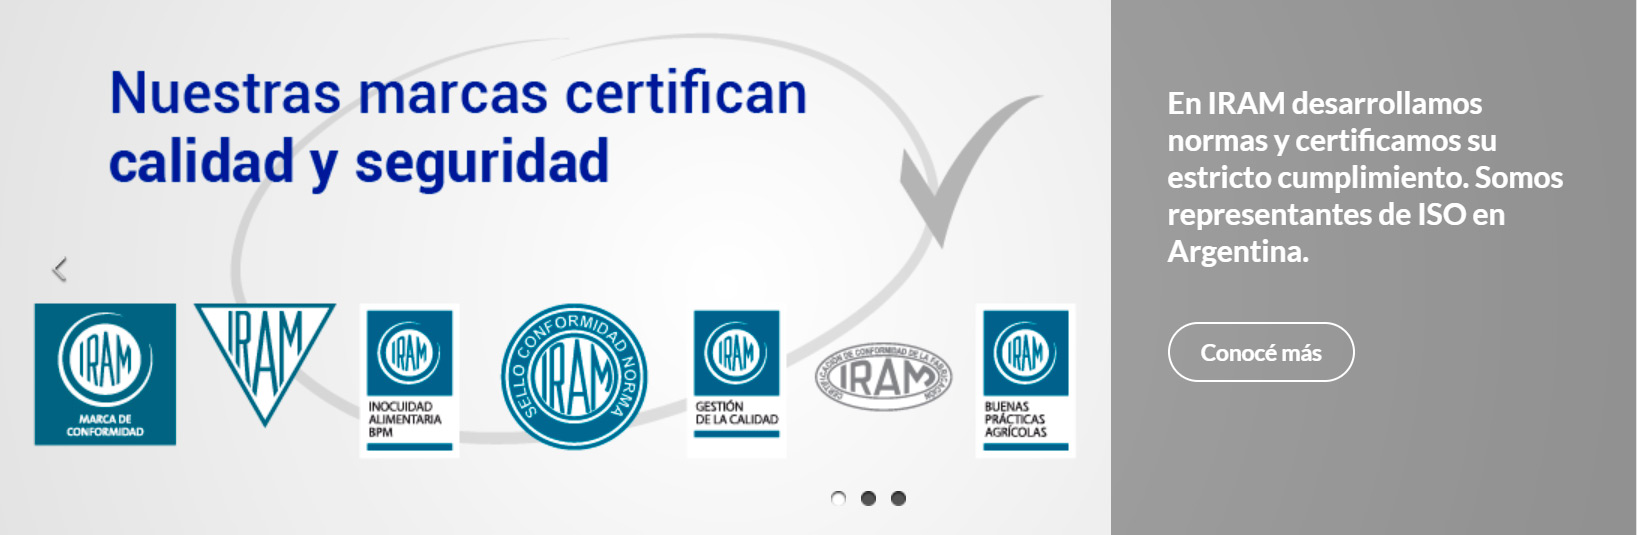 Nuestras marcas certifican
calidad y seguridad
En IRAM desarrollamos
normas y certificamos su
estricto cumplimiento. Somos
representantes de ISO en
Argentina.
Conocé más
IRAM
MARCA DE
CONFORMIDAD
IRAM
IRAM
INOCUIDAD
ALIMENTARIA
BPM
SELLO CONFORMIDAD NORMA
IRAM
IRAM
GESTIÓN
DE LA CALIDAD
CERTIFICACIÓN DE CONFORMIDAD DE LA FABRICACIÓN
IRAM
IRAM
BUENAS
PRÁCTICAS
AGRÍCOLAS